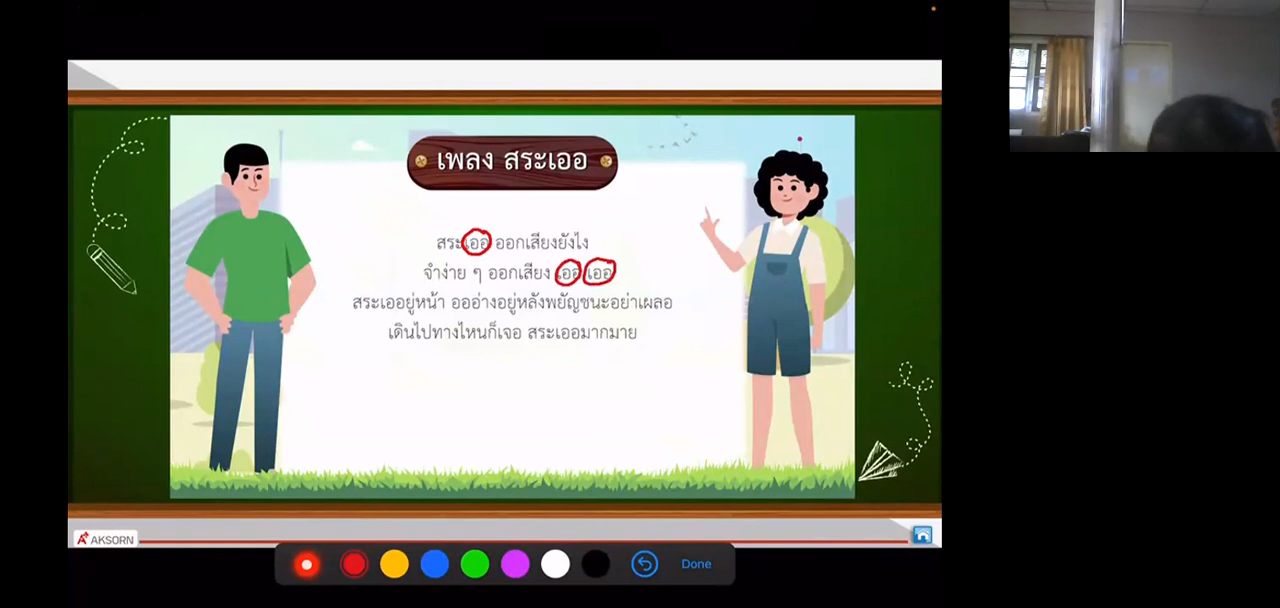 เพลง สระเออ
สระเออ ออกเสียงยังไง
จำง่าย ๆ ออกเสียง เออ เออ
สระเออยู่หน้า อออ่างอยู่หลังพยัญชนะอย่าเผลอ
เดินไปทางไหนก็เจอ สระเออมากมาย
AKSORN
Done